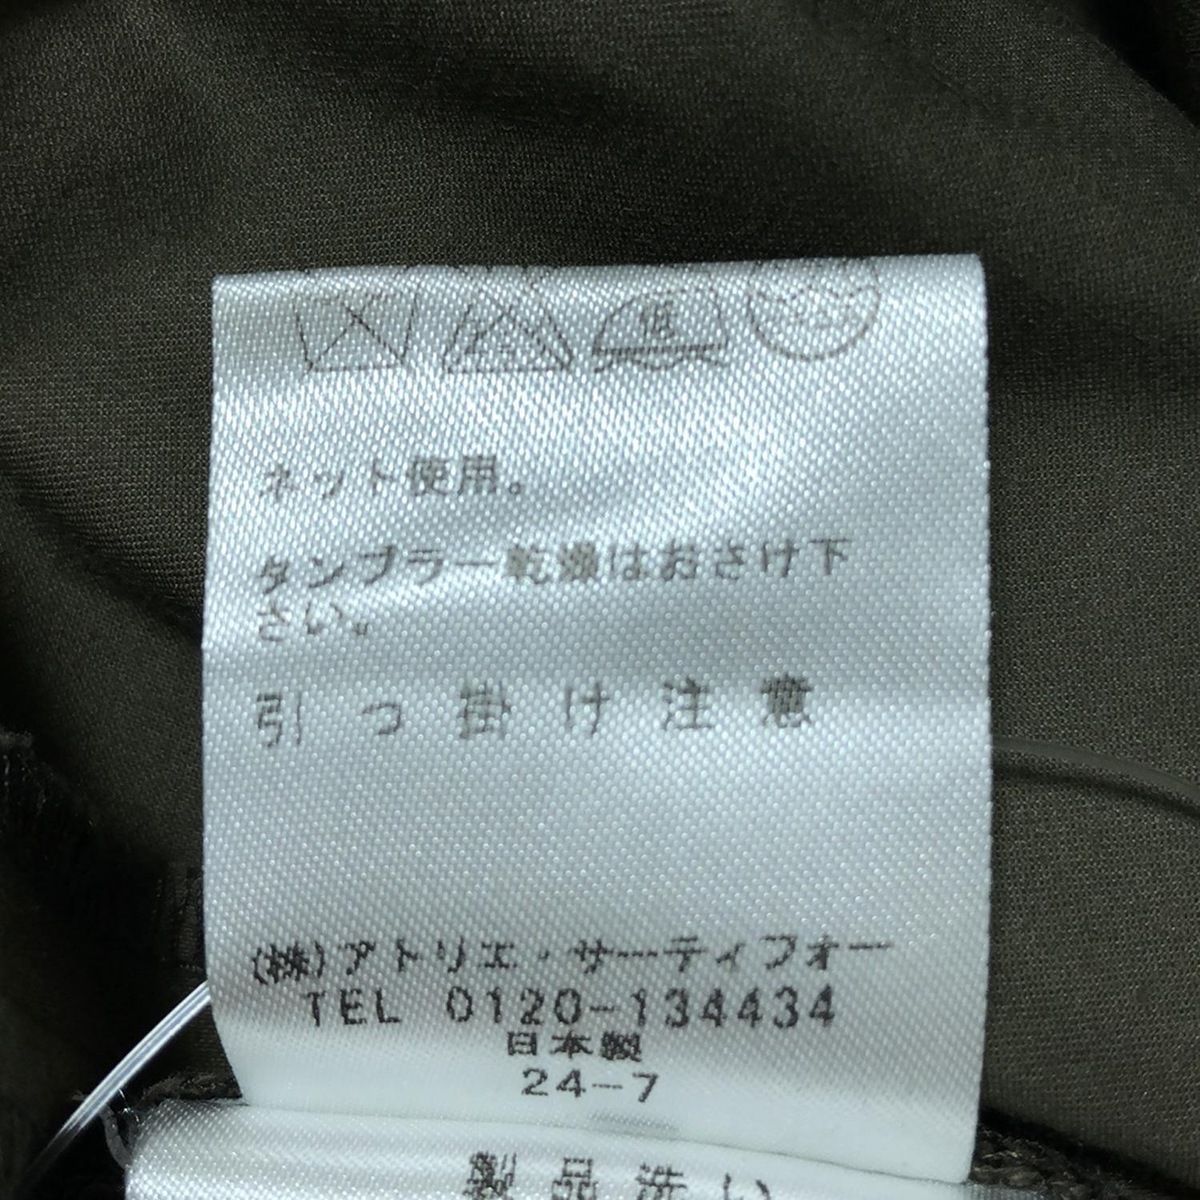 低
ネット使用。
タンブラー乾燥はおさけ下
さい。
引っ掛け注意
(株)アトリエ・サーティフォー
TEL 0120-134434
日本製
24-7
製品洗い